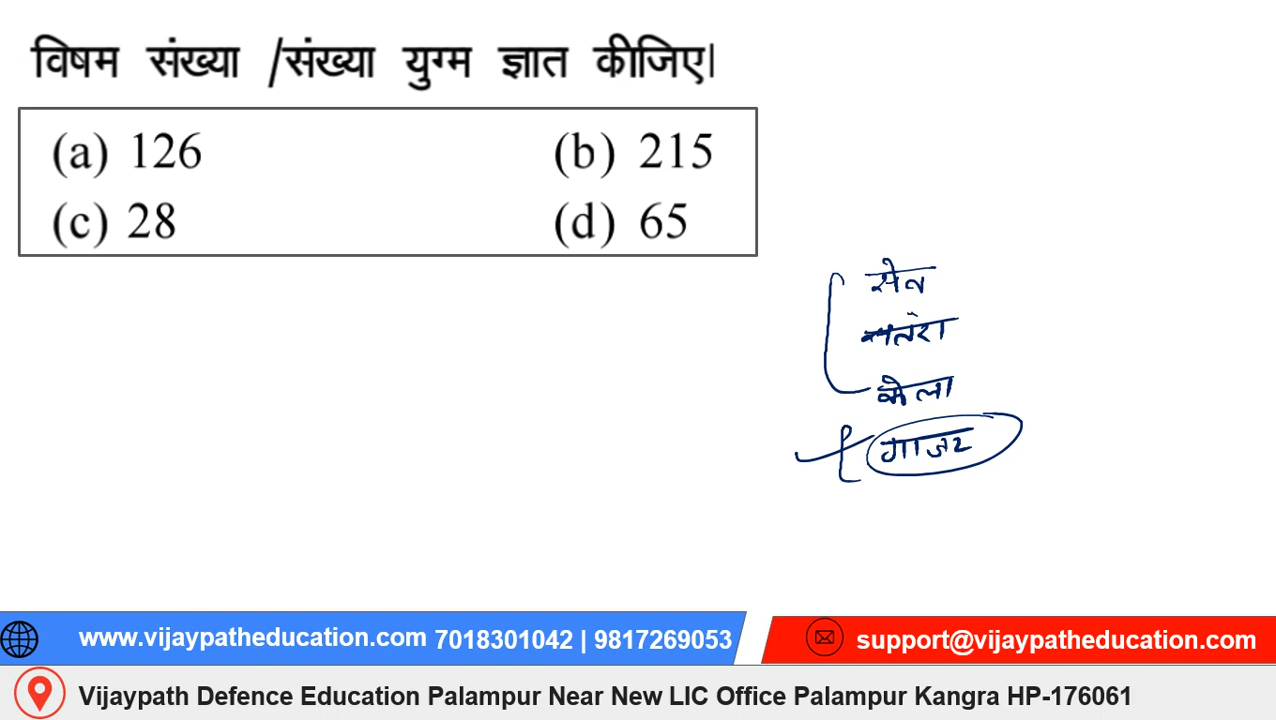 विषम संख्या /संख्या युग्म ज्ञात कीजिए।
(a) 126 (b) 215
(c) 28 (d) 65
सेव
संतरा
केला
गाजर
www.vijaypatheducation.com 7018301042 | 9817269053 support@vijaypatheducation.com
Vijaypath Defence Education Palampur Near New LIC Office Palampur Kangra HP-176061